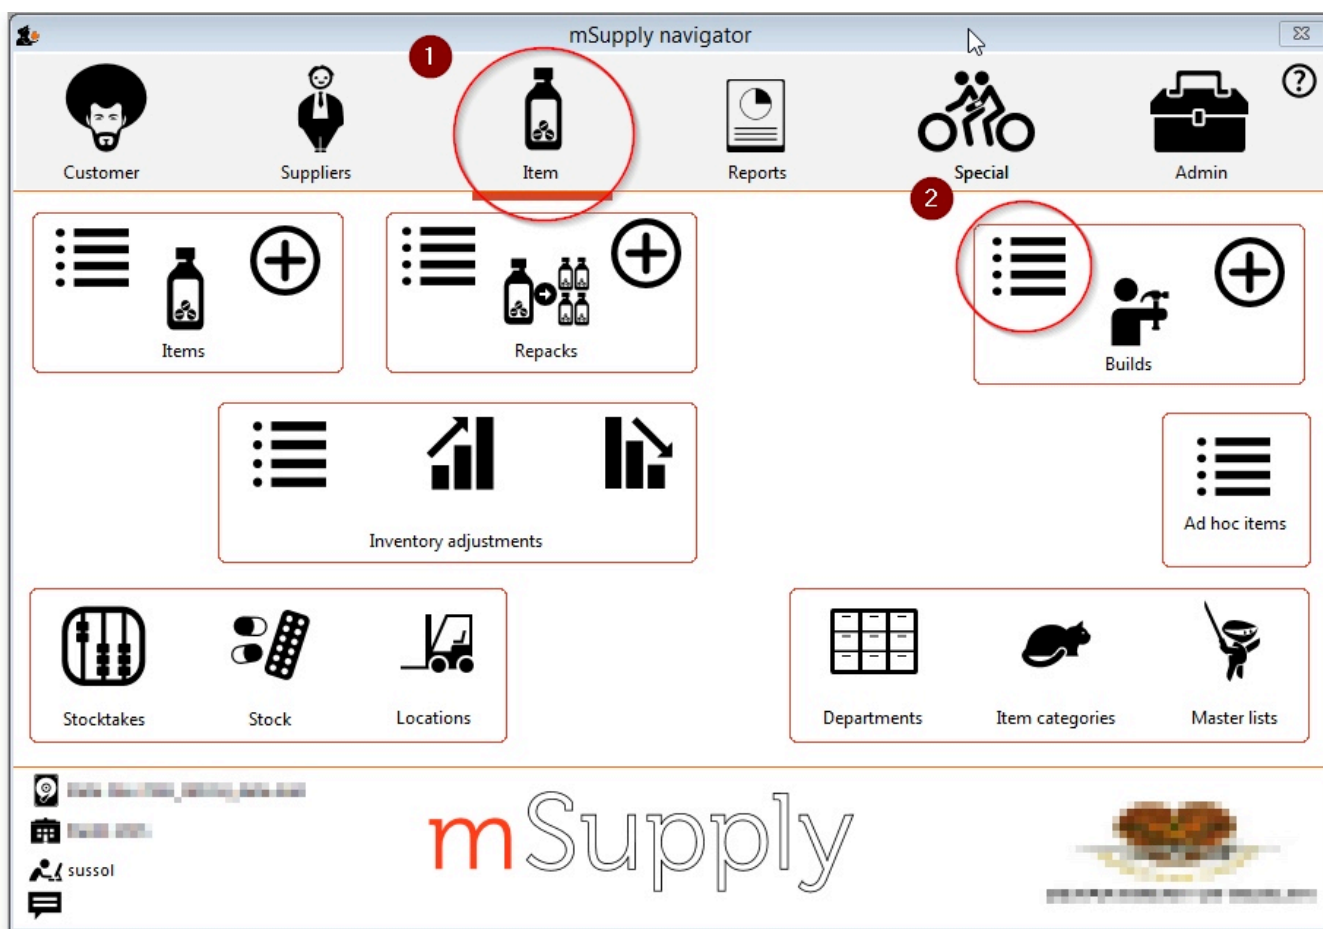 mSupply navigator
1
Customer
Suppliers
Item
Reports
Special
Admin
?
2
Items
Repacks
Builds
Inventory adjustments
Ad hoc items
Stocktakes
Stock
Locations
Departments
Item categories
Master lists
sussol
mSupply